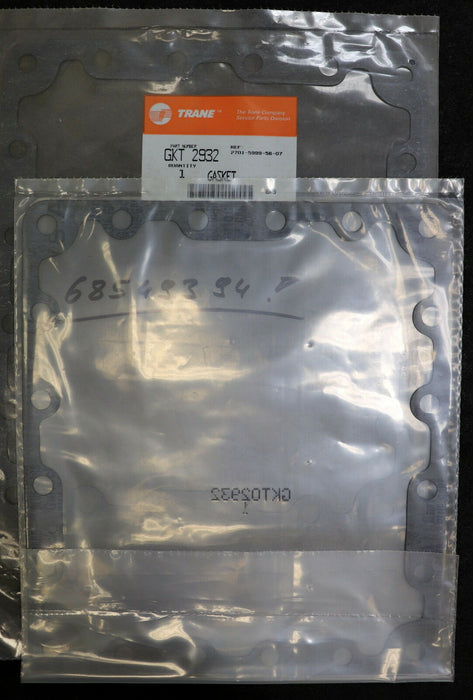 TRANE™
The Trane Company
Service Parts Division
PART NUMBER
GKT 2932
REF:
2701-5999-56-07
QUANTITY
1 GASKET
68549394.
GKT02932
1